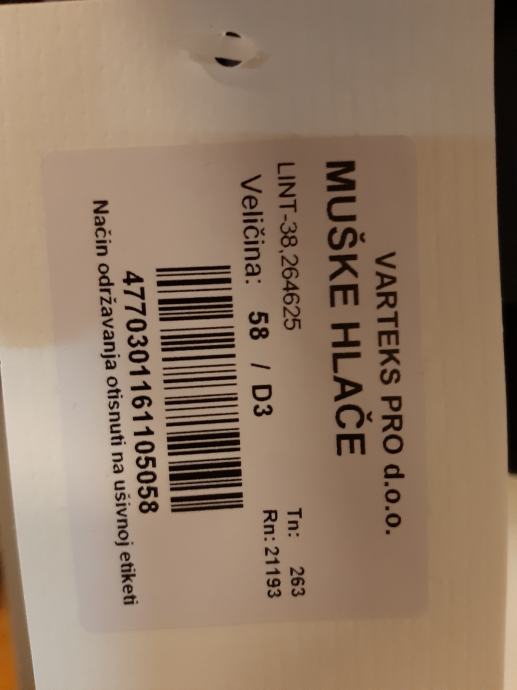 VARTEKS PRO d.o.o.
MUŠKE HLAČE
LINT-38,264625 Tn: 263
Veličina: 58 / D3 Rn: 21193
4770301161105058
Način održavanja otisnuti na ušivnoj etiketi